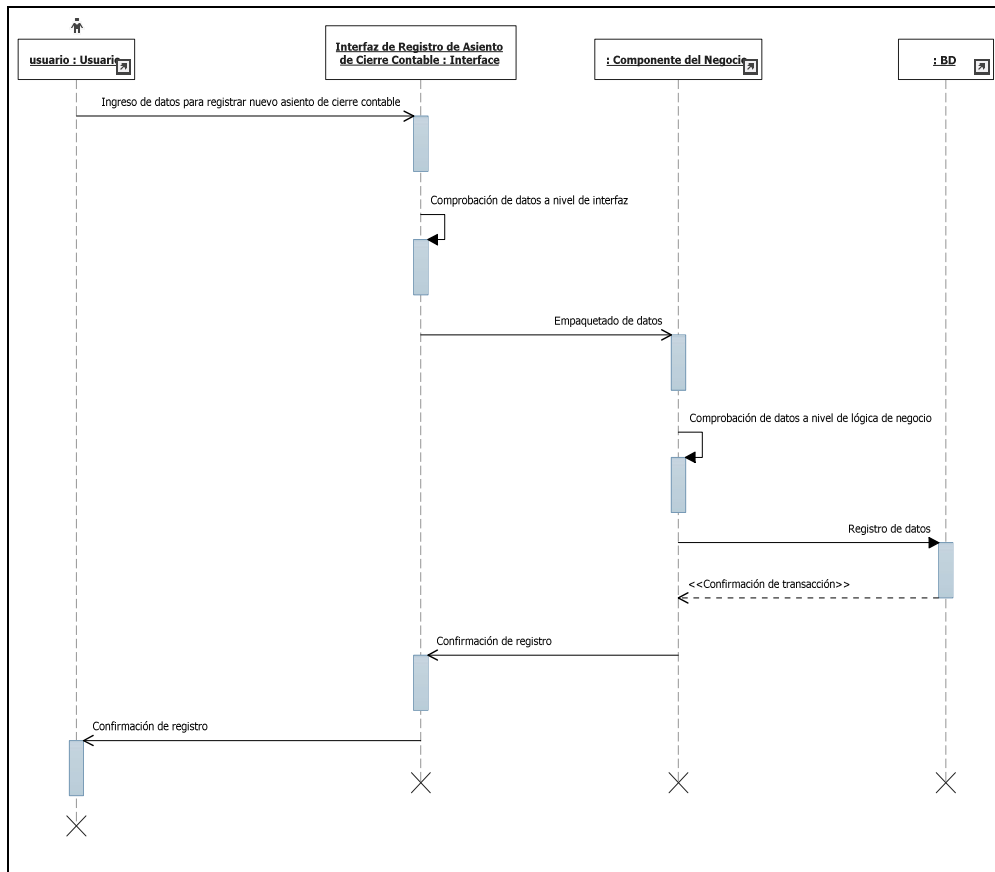 usuario : Usuario
Interfaz de Registro de Asiento
de Cierre Contable : Interface
: Componente del Negocio
: BD
Ingreso de datos para registrar nuevo asiento de cierre contable
Comprobación de datos a nivel de interfaz
Empaquetado de datos
Comprobación de datos a nivel de lógica de negocio
Registro de datos
<<Confirmación de transacción>>
Confirmación de registro
Confirmación de registro